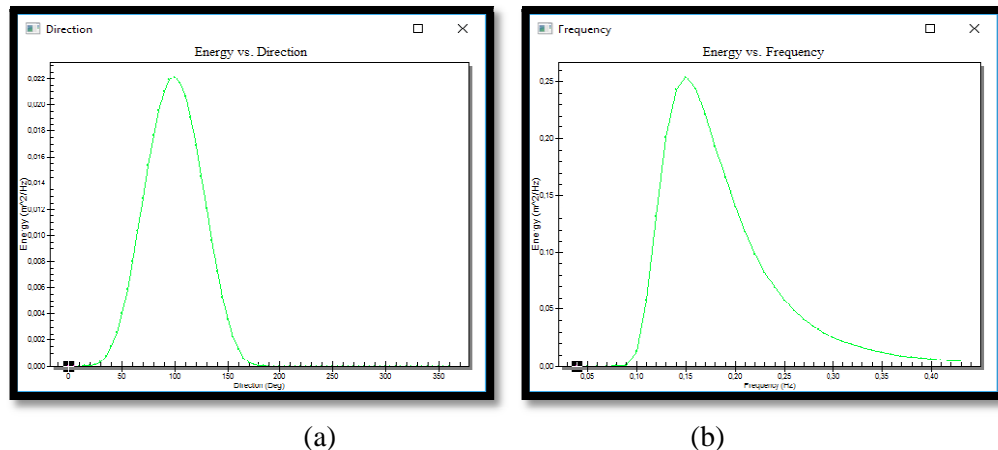 Direction
Energy vs. Direction
0,022
0,020
0,018
0,016
0,014
0,012
0,010
0,008
0,006
0,004
0,002
0,000
Energy (m^2/Hz)
0 50 100 150 200 250 300 350
Direction (Deg)
(a)
Frequency
Energy vs. Frequency
0,25
0,20
0,15
0,10
0,05
0,00
Energy (m^2/Hz)
0,05 0,10 0,15 0,20 0,25 0,30 0,35 0,40
Frequency (Hz)
(b)